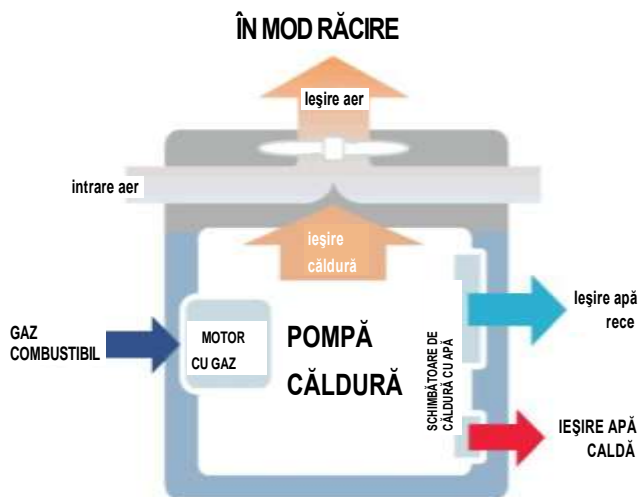 ÎN MOD RĂCIRE
Ieşire aer
intrare aer
ieşire
căldură
GAZ
COMBUSTIBIL
MOTOR
CU GAZ
POMPĂ
CĂLDURĂ
SCHIMBĂTOARE DE
CĂLDURĂ CU APĂ
Ieşire apă
rece
IEŞIRE APĂ
CALDĂ